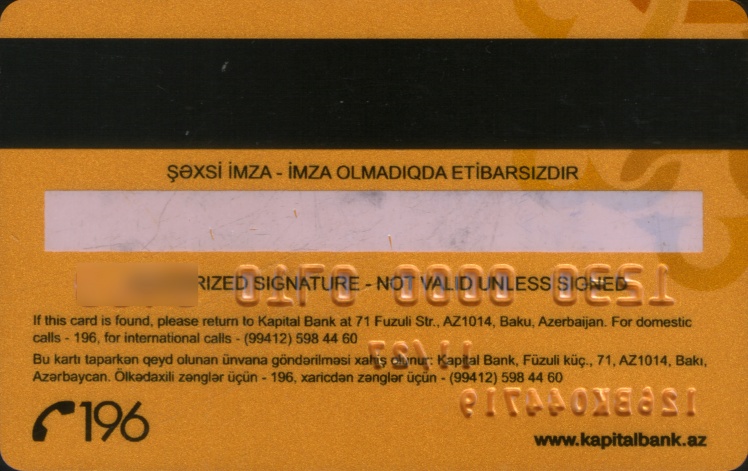 ŞƏXSİ İMZA - İMZA OLMADIQDA ETİBARSIZDIR
RIZED SIGNATURE - NOT VALID UNLESS SIGNED
If this card is found, please return to Kapital Bank at 71 Fuzuli Str., AZ1014, Baku, Azerbaijan. For domestic
calls - 196, for international calls - (99412) 598 44 60
Bu kartı taparkən qeyd olunan ünvana göndərilməsi xahiş olunur: Kapital Bank, Füzuli küç., 71, AZ1014, Bakı,
Azərbaycan. Ölkədaxili zənglər üçün - 196, xaricdən zənglər üçün - (99412) 598 44 60
196
www.kapitalbank.az